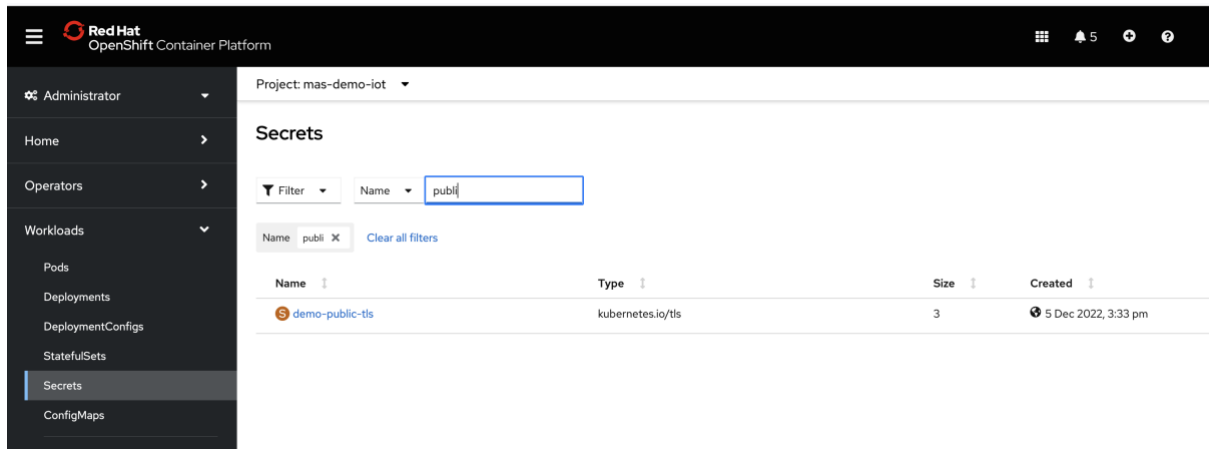 Red Hat
OpenShift Container Platform
5
Administrator
Home
Operators
Workloads
Pods
Deployments
DeploymentConfigs
StatefulSets
Secrets
ConfigMaps
Project: mas-demo-iot
Secrets
Filter Name publi
Name publi Clear all filters
Name Type Size Created
S demo-public-tls kubernetes.io/tls 3 5 Dec 2022, 3:33 pm